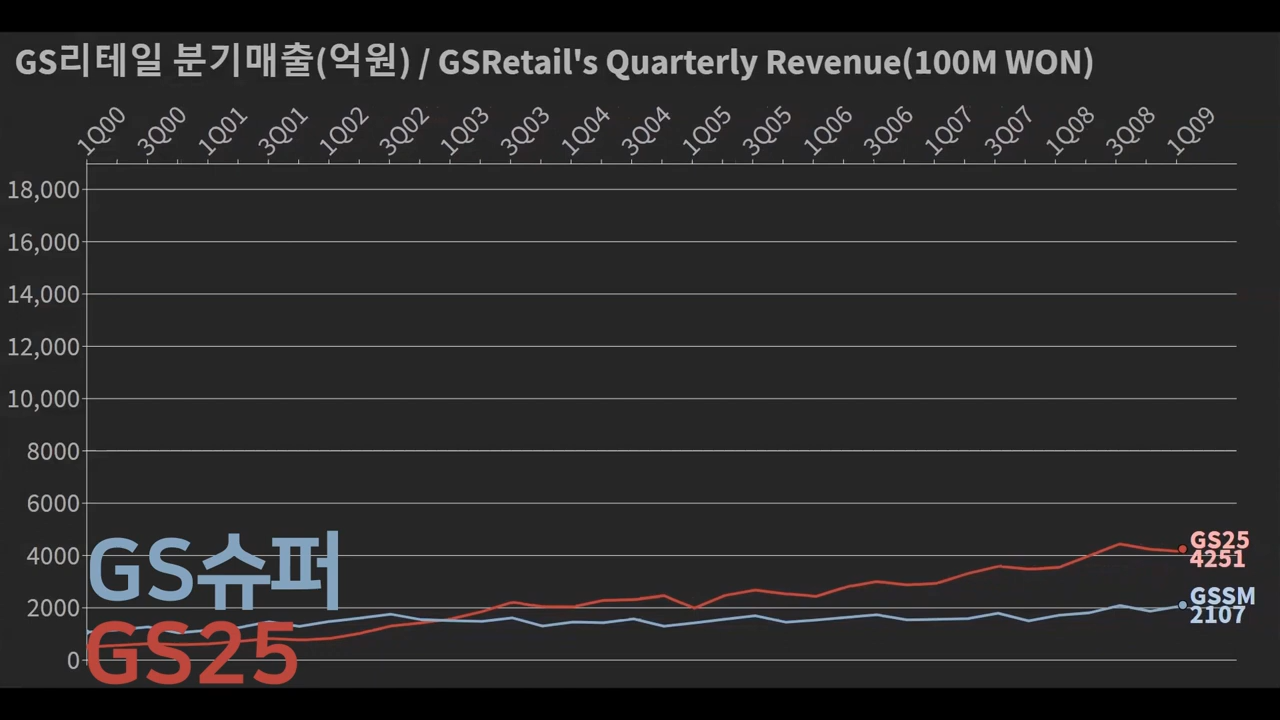 GS리테일 분기매출(억원) / GSRetail's Quarterly Revenue(100M WON)
1Q00 3Q00 1Q01 3Q01 1Q02 3Q02 1Q03 3Q03 1Q04 3Q04 1Q05 3Q05 1Q06 3Q06 1Q07 3Q07 1Q08 3Q08 1Q09
18,000
16,000
14,000
12,000
10,000
8000
6000
4000
2000
0
GS슈퍼
GS25
GS25
4251
GSSM
2107